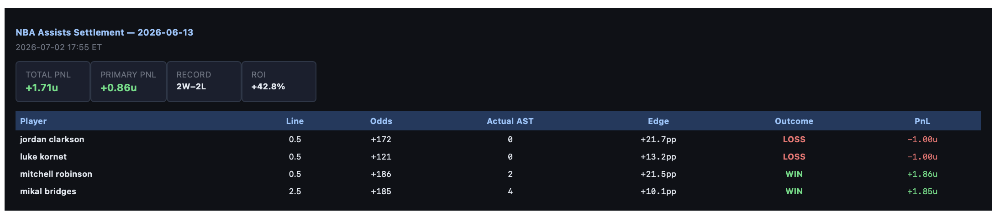 NBA Assists Settlement — 2026-06-13
2026-07-02 17:55 ET
TOTAL PNL PRIMARY PNL RECORD ROI
+1.71u +0.86u 2W–2L +42.8%
Player Line Odds Actual AST Edge Outcome PnL
jordan clarkson 0.5 +172 0 +21.7pp LOSS −1.00u
luke kornet 0.5 +121 0 +13.2pp LOSS −1.00u
mitchell robinson 0.5 +186 2 +21.5pp WIN +1.86u
mikal bridges 2.5 +185 4 +10.1pp WIN +1.85u